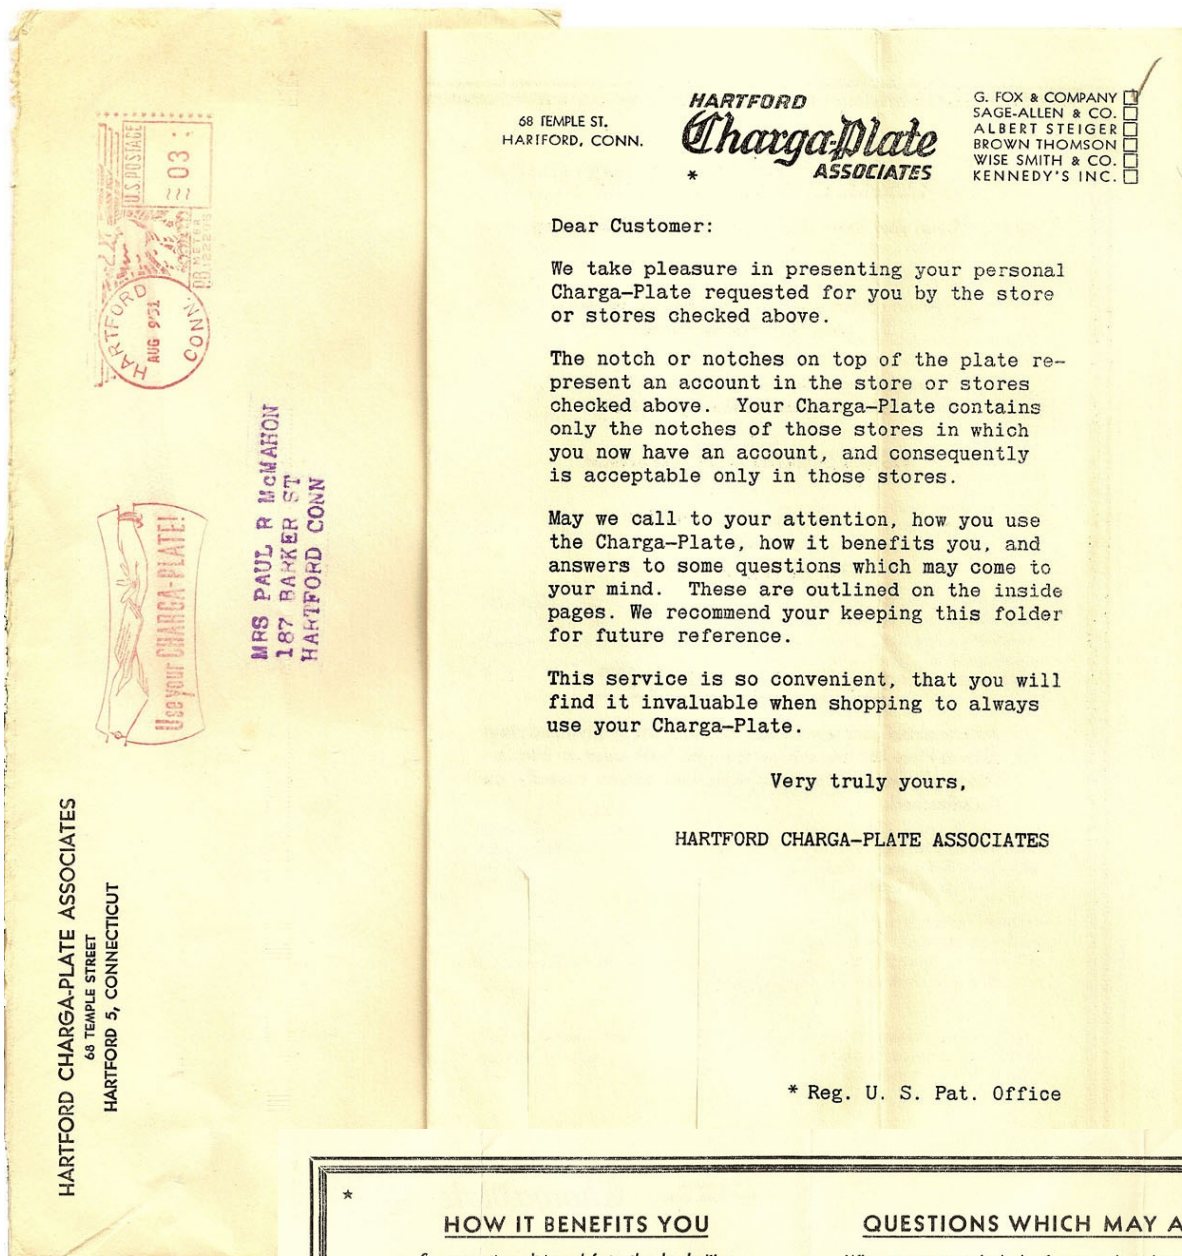 HARTFORD CHARGA-PLATE ASSOCIATES
68 TEMPLE STREET
HARTFORD 5, CONNECTICUT
U.S. POSTAGE
03
HARTFORD
AUG 9 '51
CONN.
Use your CHARGA-PLATE!
MRS PAUL R McMAHON
187 BARKER ST
HARTFORD CONN
68 TEMPLE ST.
HARTFORD, CONN.
HARTFORD
Charga-Plate
* ASSOCIATES
G. FOX & COMPANY
SAGE-ALLEN & CO.
ALBERT STEIGER
BROWN THOMSON
WISE SMITH & CO.
KENNEDY'S INC.
Dear Customer:
We take pleasure in presenting your personal
Charga-Plate requested for you by the store
or stores checked above.
The notch or notches on top of the plate re-
present an account in the store or stores
checked above. Your Charga-Plate contains
only the notches of those stores in which
you now have an account, and consequently
is acceptable only in those stores.
May we call to your attention, how you use
the Charga-Plate, how it benefits you, and
answers to some questions which may come to
your mind. These are outlined on the inside
pages. We recommend your keeping this folder
for future reference.
This service is so convenient, that you will
find it invaluable when shopping to always
use your Charga-Plate.
Very truly yours,
HARTFORD CHARGA-PLATE ASSOCIATES
* Reg. U. S. Pat. Office
*
HOW IT BENEFITS YOU
QUESTIONS WHICH MAY A